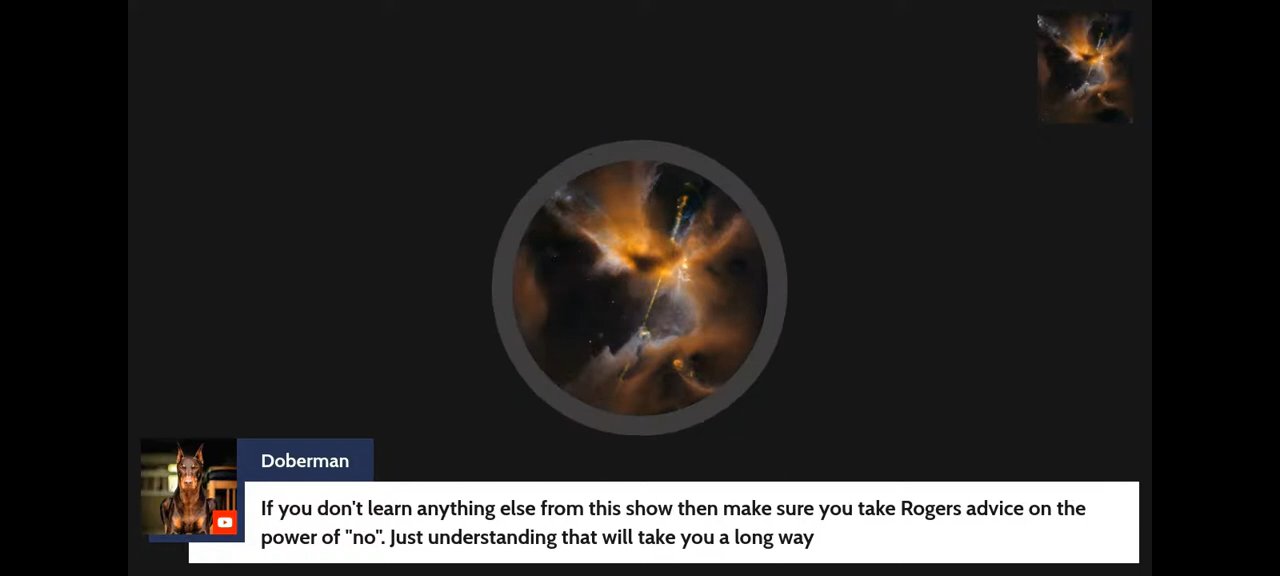 Doberman
If you don't learn anything else from this show then make sure you take Rogers advice on the
power of "no". Just understanding that will take you a long way